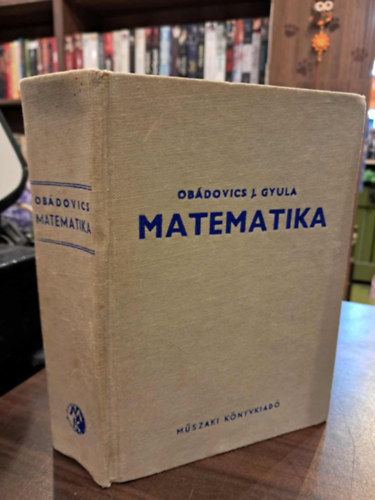 OBÁDOVICS
MATEMATIKA
OBÁDOVICS J. GYULA
MATEMATIKA
MŰSZAKI KÖNYVKIADÓ